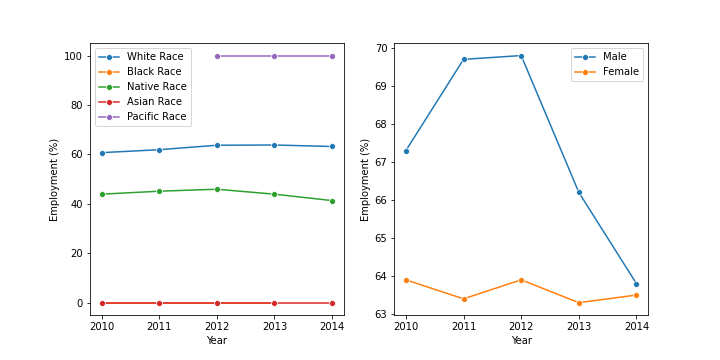 White Race
Black Race
Native Race
Asian Race
Pacific Race
Employment (%)
100
80
60
40
20
0
2010 2011 2012 2013 2014
Year
Male
Female
Employment (%)
70
69
68
67
66
65
64
63
2010 2011 2012 2013 2014
Year